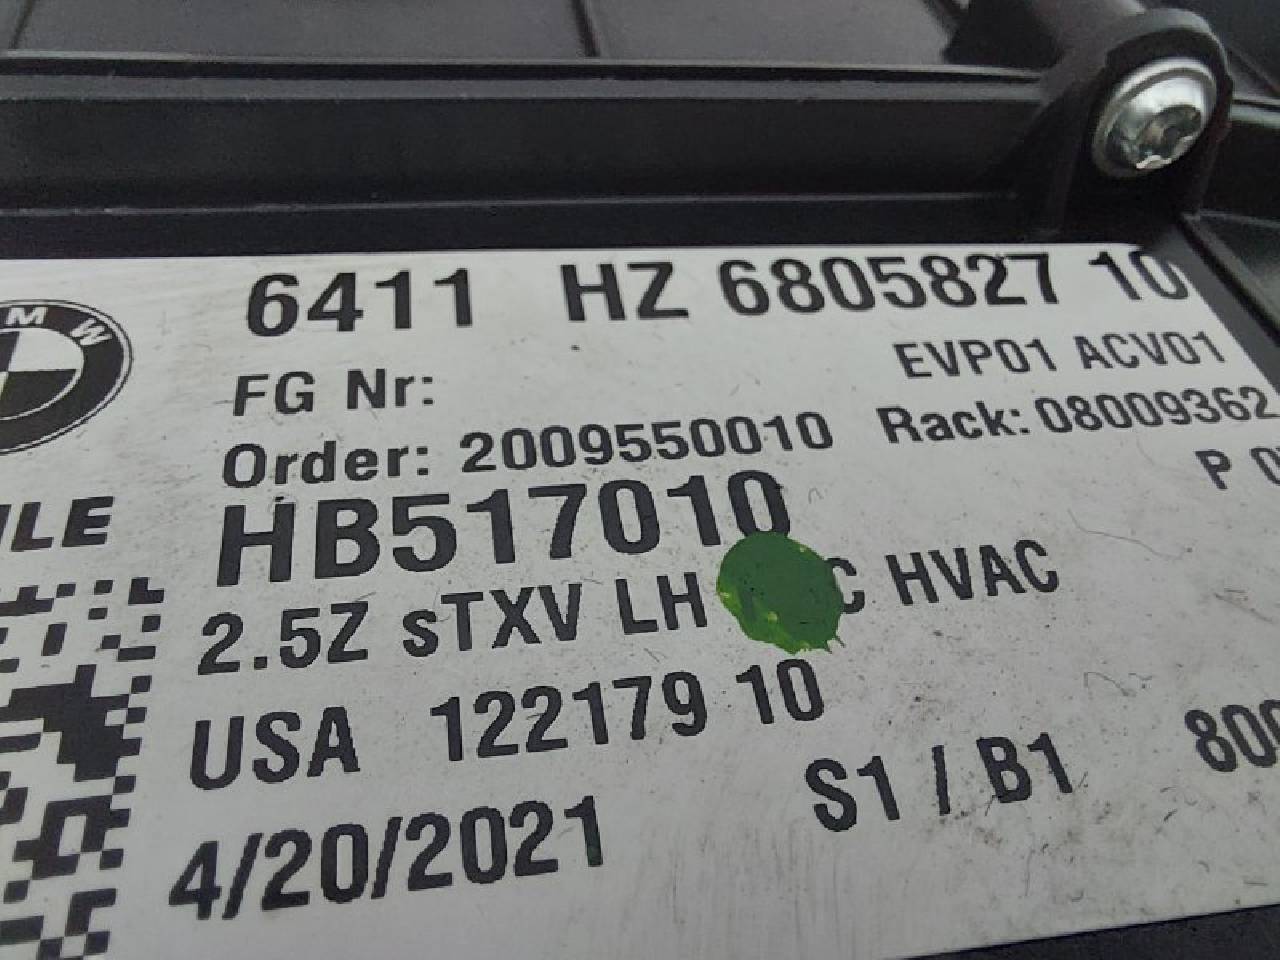 6411 HZ 6805827 10
BMW
EVP01 ACV01
FG Nr:
Order: 2009550010 Rack: 08009362
HB517010
2.5Z sTXV LH HVAC
USA 122179 10
S1 / B1
4/20/2021